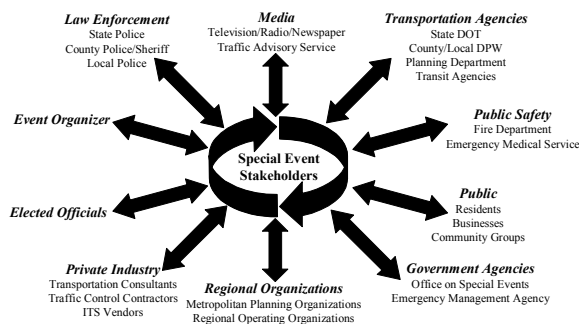 Law Enforcement
State Police
County Police/Sheriff
Local Police
Media
Television/Radio/Newspaper
Traffic Advisory Service
Transportation Agencies
State DOT
County/Local DPW
Planning Department
Transit Agencies
Event Organizer
Public Safety
Fire Department
Emergency Medical Service
Special Event
Stakeholders
Elected Officials
Public
Residents
Businesses
Community Groups
Private Industry
Transportation Consultants
Traffic Control Contractors
ITS Vendors
Regional Organizations
Metropolitan Planning Organizations
Regional Operating Organizations
Government Agencies
Office on Special Events
Emergency Management Agency